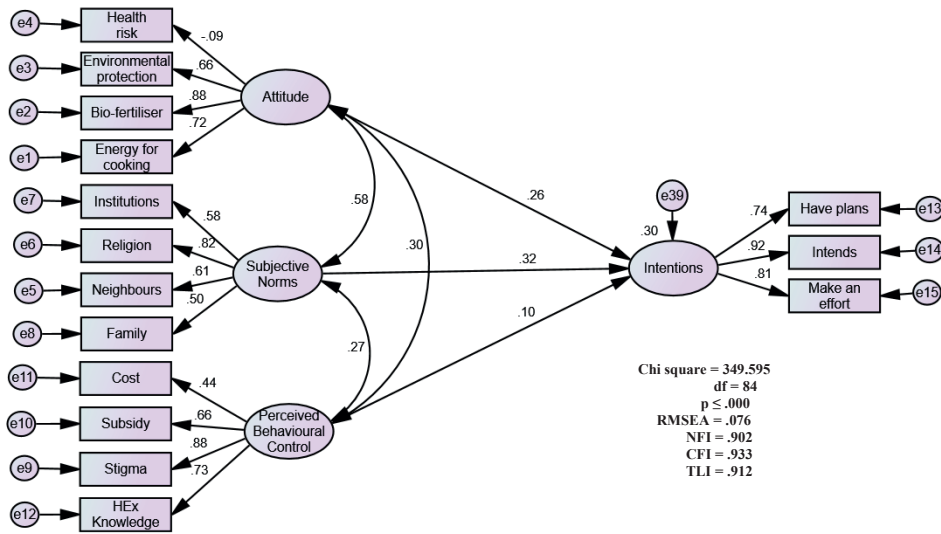 e4
Health
risk
-.09
e3
Environmental
protection
.66
Attitude
e2
Bio-fertiliser
.88
e1
Energy for
cooking
.72
e7
Institutions
.58
.58
.26
e39
.30
.74
Have plans
e13
e6
Religion
.82
Subjective
Norms
.30
.32
Intentions
.92
Intends
e14
e5
Neighbours
.61
.81
Make an
effort
e15
e8
Family
.50
.27
.10
e11
Cost
.44
e10
Subsidy
.66
Perceived
Behavioural
Control
e9
Stigma
.88
e12
HEx
Knowledge
.73
Chi square = 349.595
df = 84
p ≤ .000
RMSEA = .076
NFI = .902
CFI = .933
TLI = .912